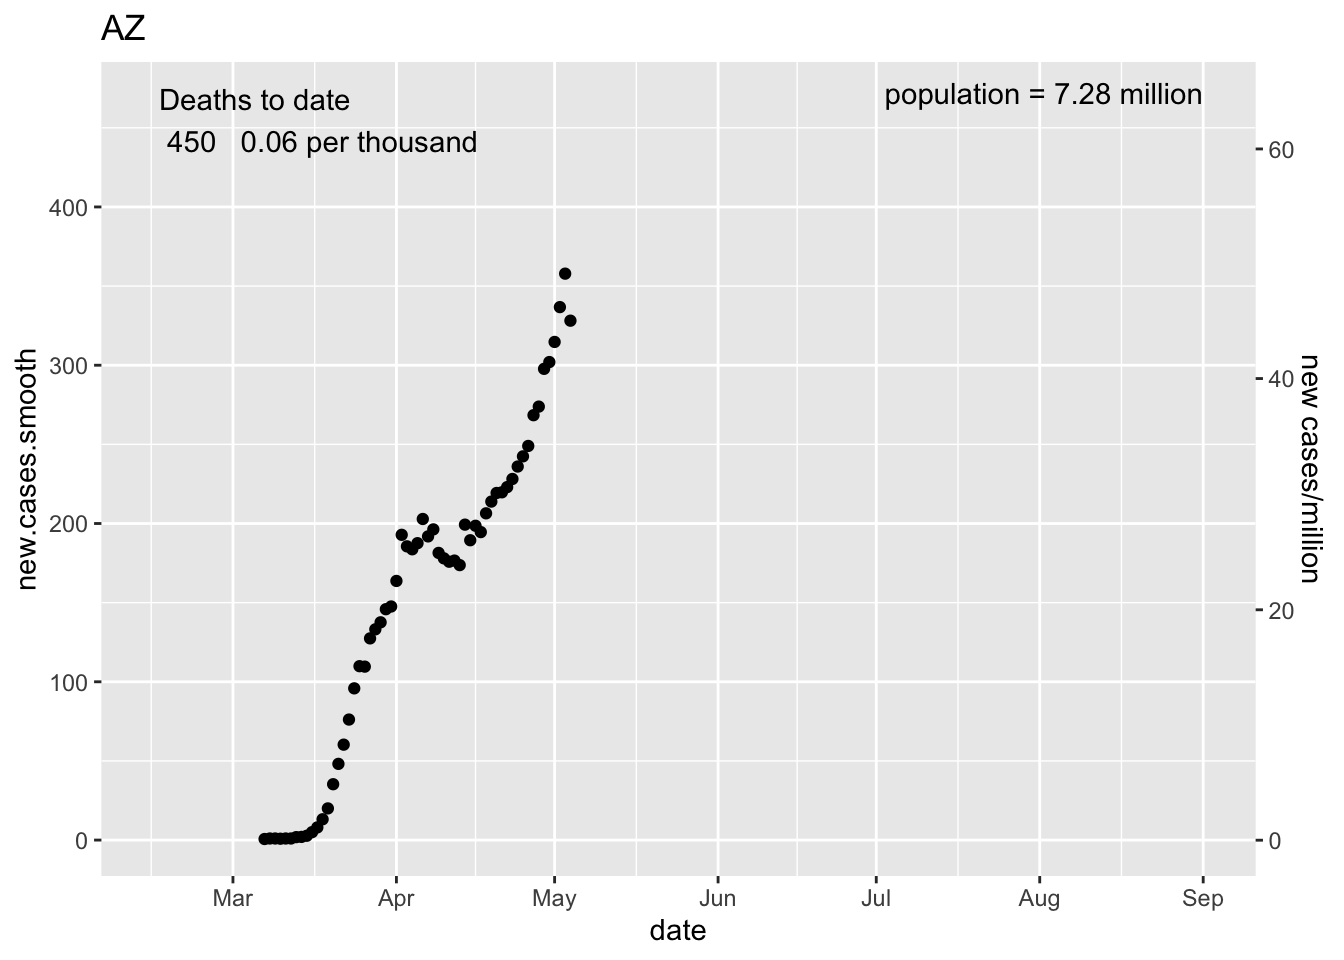 AZ
Deaths to date
450 0.06 per thousand
population = 7.28 million
new.cases.smooth
400
300
200
100
0
60
40
20
0
new cases/million
Mar Apr May Jun Jul Aug Sep
date